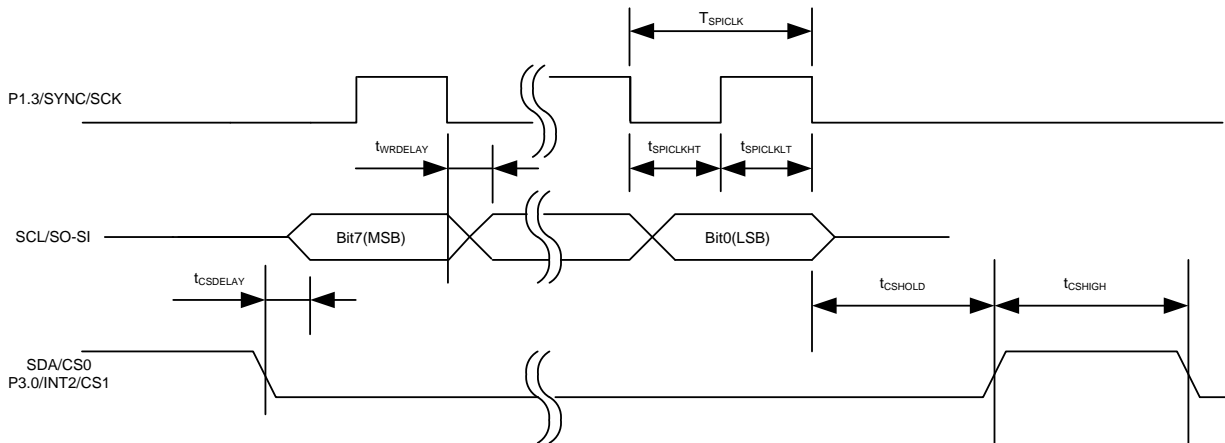 TSPICLK
P1.3/SYNC/SCK
tWRDELAY
tSPICLKHT
tSPICLKLT
SCL/SO-SI
Bit7(MSB)
Bit0(LSB)
tCSDELAY
tCSHOLD
tCSHIGH
SDA/CS0
P3.0/INT2/CS1